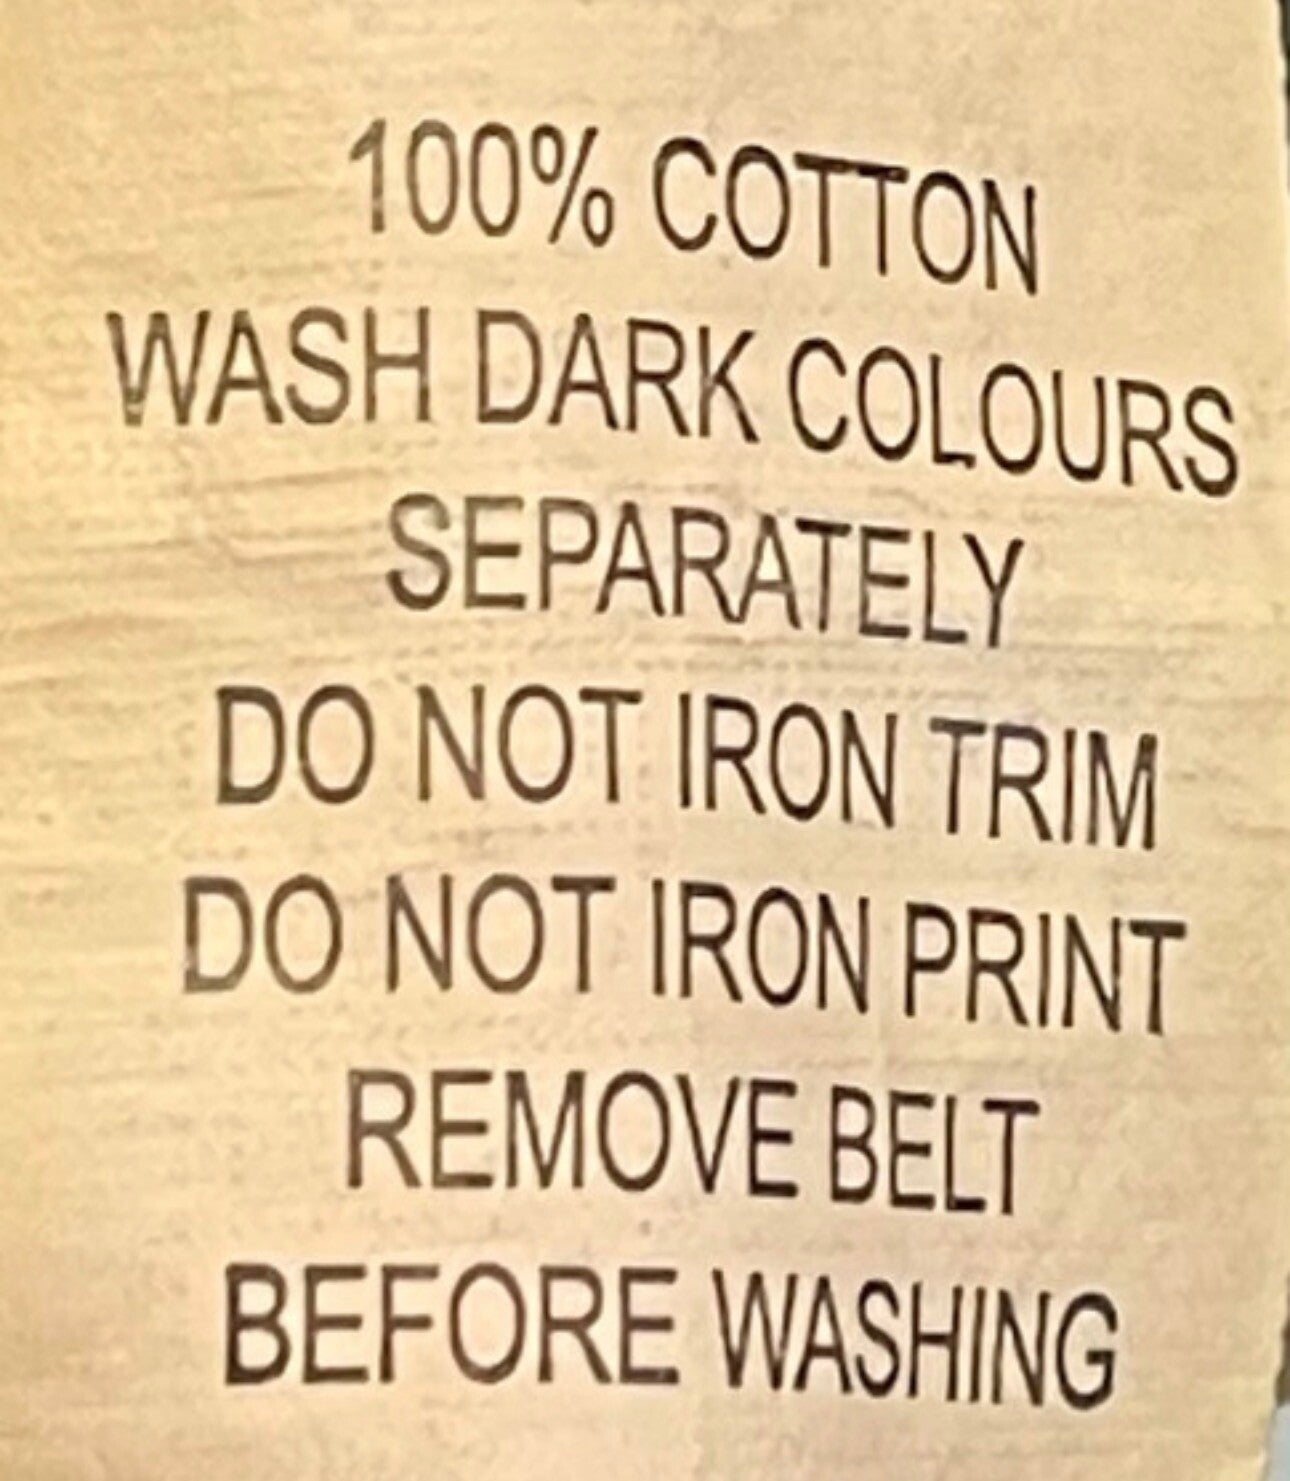 100% COTTON
WASH DARK COLOURS
SEPARATELY
DO NOT IRON TRIM
DO NOT IRON PRINT
REMOVE BELT
BEFORE WASHING